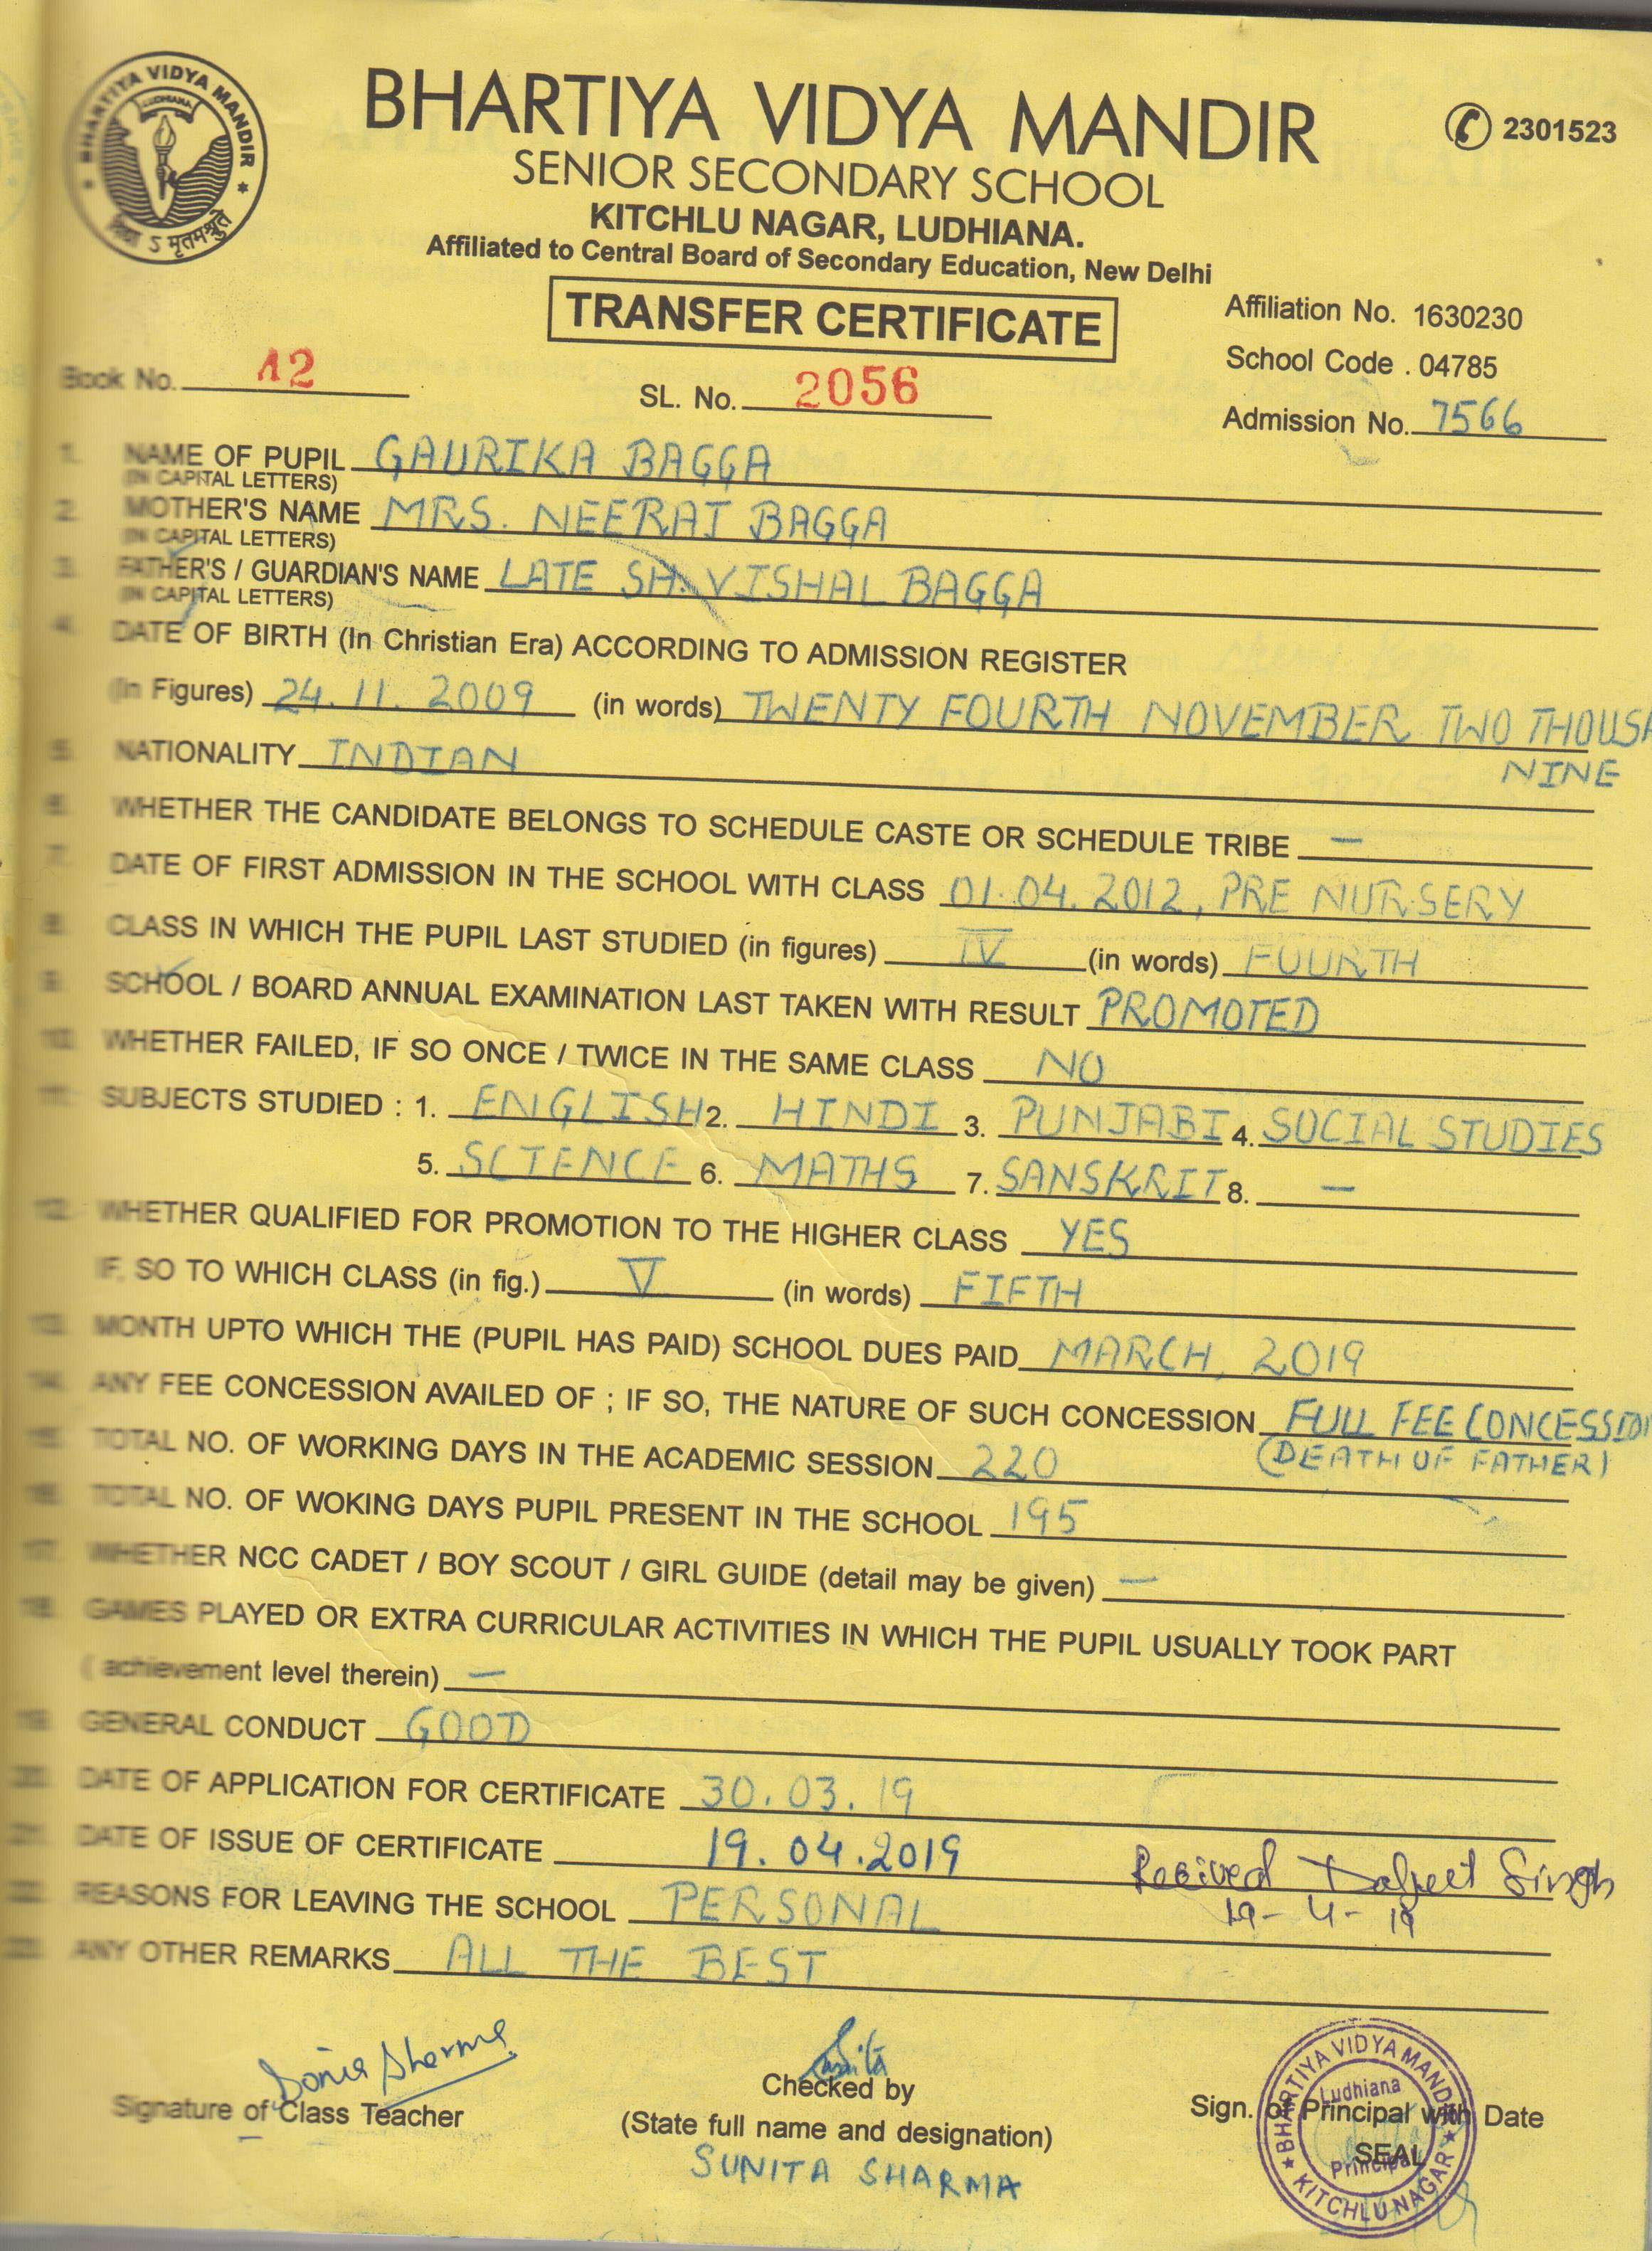 BHARTIYA VIDYA MANDIR
LUDHIANA
विद्या ऽ मृतमश्नुते
BHARTIYA VIDYA MANDIR
2301523
SENIOR SECONDARY SCHOOL
KITCHLU NAGAR, LUDHIANA.
Affiliated to Central Board of Secondary Education, New Delhi
TRANSFER CERTIFICATE
Affiliation No. 1630230
School Code . 04785
Book No. 12
SL. No. 2056
Admission No. 7566
1. NAME OF PUPIL GAURIKA BAGGA
(IN CAPITAL LETTERS)
2. MOTHER'S NAME MRS. NEERAJ BAGGA
(IN CAPITAL LETTERS)
3. FATHER'S / GUARDIAN'S NAME LATE SH. VISHAL BAGGA
(IN CAPITAL LETTERS)
4. DATE OF BIRTH (In Christian Era) ACCORDING TO ADMISSION REGISTER
(In Figures) 24.11. 2009 (in words) TWENTY FOURTH NOVEMBER TWO THOUSA
NINE
5. NATIONALITY INDIAN
6. WHETHER THE CANDIDATE BELONGS TO SCHEDULE CASTE OR SCHEDULE TRIBE –
7. DATE OF FIRST ADMISSION IN THE SCHOOL WITH CLASS 01.04.2012, PRE NURSERY
8. CLASS IN WHICH THE PUPIL LAST STUDIED (in figures) IV (in words) FOURTH
9. SCHOOL / BOARD ANNUAL EXAMINATION LAST TAKEN WITH RESULT PROMOTED
10. WHETHER FAILED, IF SO ONCE / TWICE IN THE SAME CLASS NO
11. SUBJECTS STUDIED : 1. ENGLISH 2. HINDI 3. PUNJABI 4. SOCIAL STUDIES
5. SCIENCE 6. MATHS 7. SANSKRIT 8. –
12. WHETHER QUALIFIED FOR PROMOTION TO THE HIGHER CLASS YES
IF, SO TO WHICH CLASS (in fig.) V (in words) FIFTH
13. MONTH UPTO WHICH THE (PUPIL HAS PAID) SCHOOL DUES PAID MARCH, 2019
14. ANY FEE CONCESSION AVAILED OF ; IF SO, THE NATURE OF SUCH CONCESSION FULL FEE CONCESSION
(DEATH OF FATHER)
15. TOTAL NO. OF WORKING DAYS IN THE ACADEMIC SESSION 220
16. TOTAL NO. OF WOKING DAYS PUPIL PRESENT IN THE SCHOOL 195
17. WHETHER NCC CADET / BOY SCOUT / GIRL GUIDE (detail may be given) –
18. GAMES PLAYED OR EXTRA CURRICULAR ACTIVITIES IN WHICH THE PUPIL USUALLY TOOK PART
( achievement level therein) –
19. GENERAL CONDUCT GOOD
20. DATE OF APPLICATION FOR CERTIFICATE 30.03.19
21. DATE OF ISSUE OF CERTIFICATE 19.04.2019
Recived Daljeet Singh
19-4-19
22. REASONS FOR LEAVING THE SCHOOL PERSONAL
23. ANY OTHER REMARKS ALL THE BEST
Sonia Sharma
Signature of Class Teacher
Sunita
Checked by
(State full name and designation)
SUNITA SHARMA
Sign. of Principal with Date
SEAL
BHARTIYA VIDYA MANDIR
KITCHLU NAGAR
Ludhiana
Principal